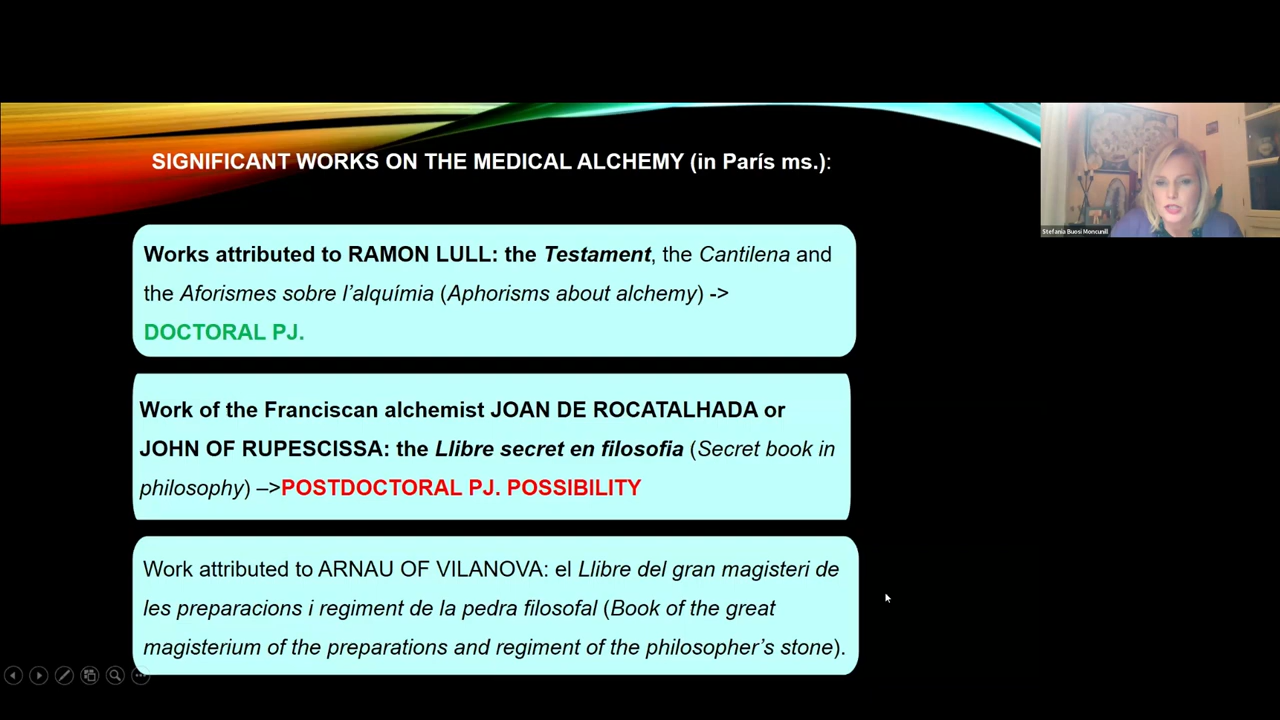 SIGNIFICANT WORKS ON THE MEDICAL ALCHEMY (in París ms.):
Stefania Buosi Moncunill
Works attributed to RAMON LULL: the Testament, the Cantilena and
the Aforismes sobre l’alquímia (Aphorisms about alchemy) ->
DOCTORAL PJ.
Work of the Franciscan alchemist JOAN DE ROCATALHADA or
JOHN OF RUPESCISSA: the Llibre secret en filosofia (Secret book in
philosophy) –>POSTDOCTORAL PJ. POSSIBILITY
Work attributed to ARNAU OF VILANOVA: el Llibre del gran magisteri de
les preparacions i regiment de la pedra filosofal (Book of the great
magisterium of the preparations and regiment of the philosopher’s stone).